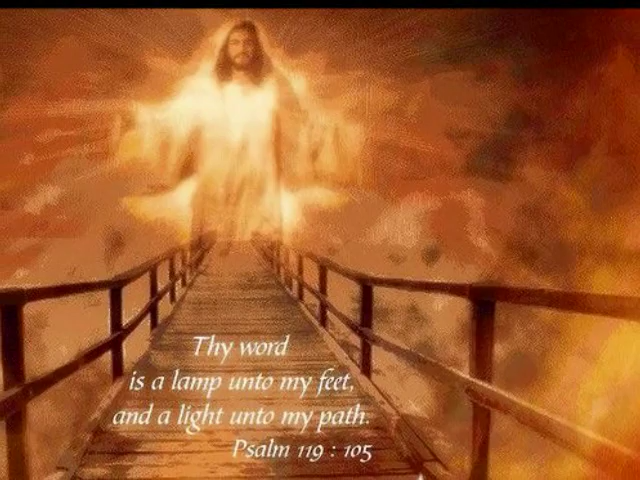 Thy word
is a lamp unto my feet,
and a light unto my path.
Psalm 119 : 105